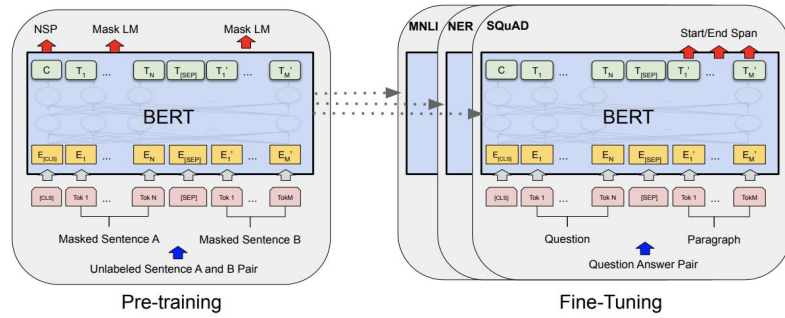 NSP Mask LM Mask LM
C T1 ... TN T[SEP] T1' ... TM'
BERT
E[CLS] E1 ... EN E[SEP] E1' ... EM'
[CLS] Tok 1 ... Tok N [SEP] Tok 1 ... TokM
Masked Sentence A Masked Sentence B
Unlabeled Sentence A and B Pair
Pre-training
MNLI NER SQuAD
Start/End Span
C T1 ... TN T[SEP] T1' ... TM'
BERT
E[CLS] E1 ... EN E[SEP] E1' ... EM'
[CLS] Tok 1 ... Tok N [SEP] Tok 1 ... TokM
Question Paragraph
Question Answer Pair
Fine-Tuning